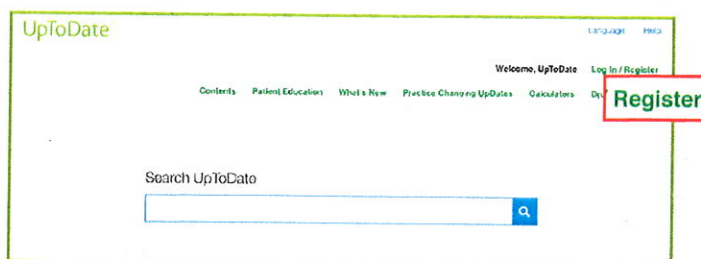 UpToDate
Language Help
Welcome, UpToDate Log In / Register
Contents Patient Education What's New Practice Changing UpDates Calculators
Register
Search UpToDate